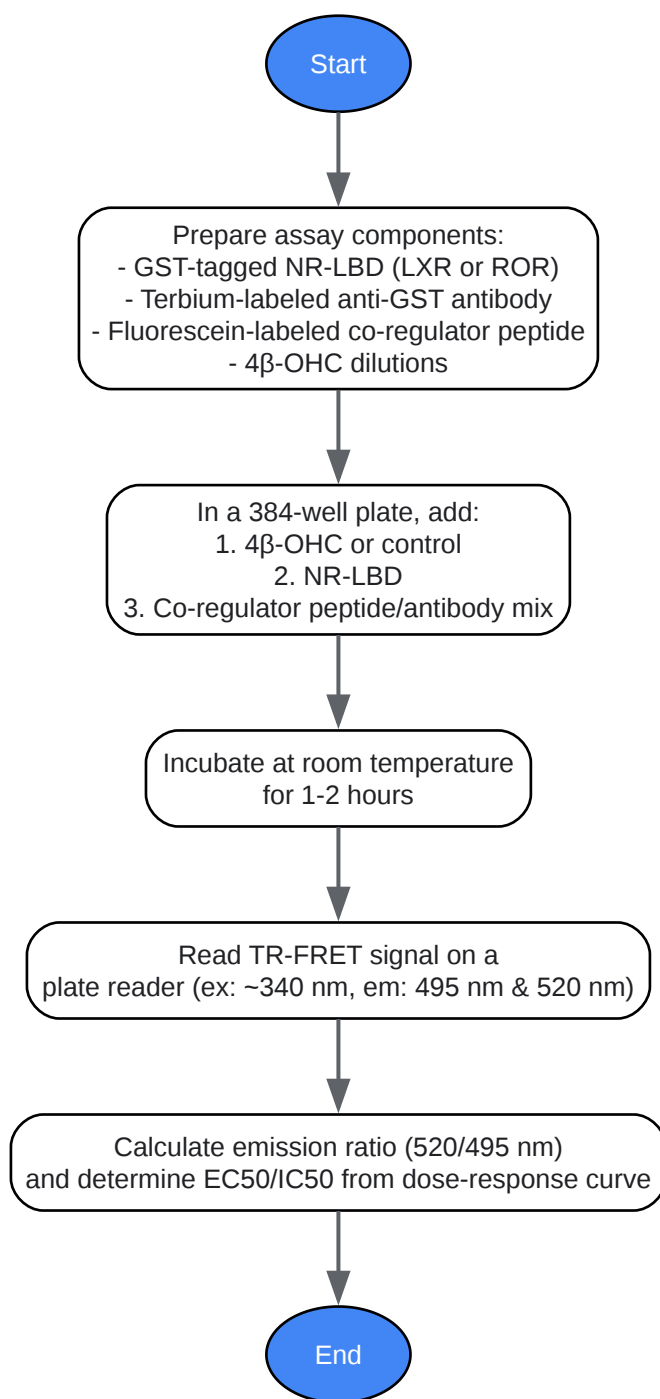 Start
Prepare assay components:
- GST-tagged NR-LBD (LXR or ROR)
- Terbium-labeled anti-GST antibody
- Fluorescein-labeled co-regulator peptide
- 4β-OHC dilutions
In a 384-well plate, add:
1. 4β-OHC or control
2. NR-LBD
3. Co-regulator peptide/antibody mix
Incubate at room temperature
for 1-2 hours
Read TR-FRET signal on a
plate reader (ex: ~340 nm, em: 495 nm & 520 nm)
Calculate emission ratio (520/495 nm)
and determine EC50/IC50 from dose-response curve
End